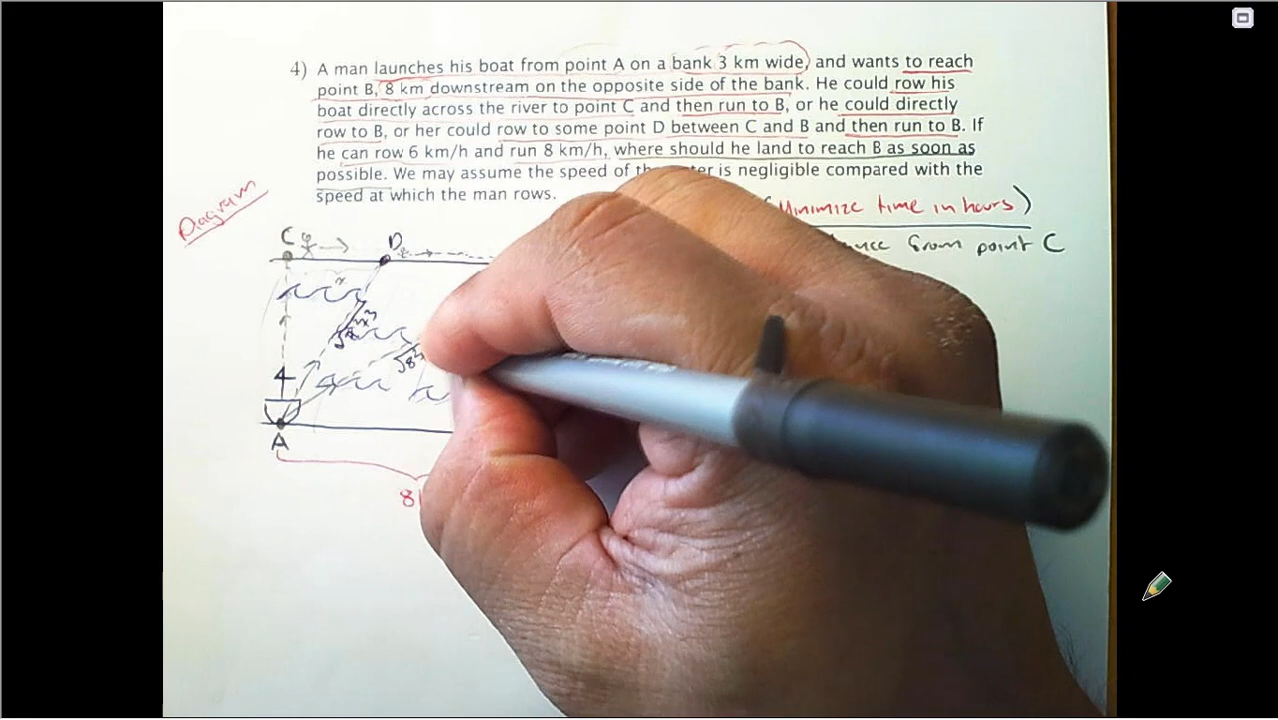 4) A man launches his boat from point A on a bank 3 km wide, and wants to reach
point B, 8 km downstream on the opposite side of the bank. He could row his
boat directly across the river to point C and then run to B, or he could directly
row to B, or her could row to some point D between C and B and then run to B. If
he can row 6 km/h and run 8 km/h, where should he land to reach B as soon as
possible. We may assume the speed of the is negligible compared with the
speed at which the man rows.
Diagram
Minimize time in hours)
from point C
C
D
x
A